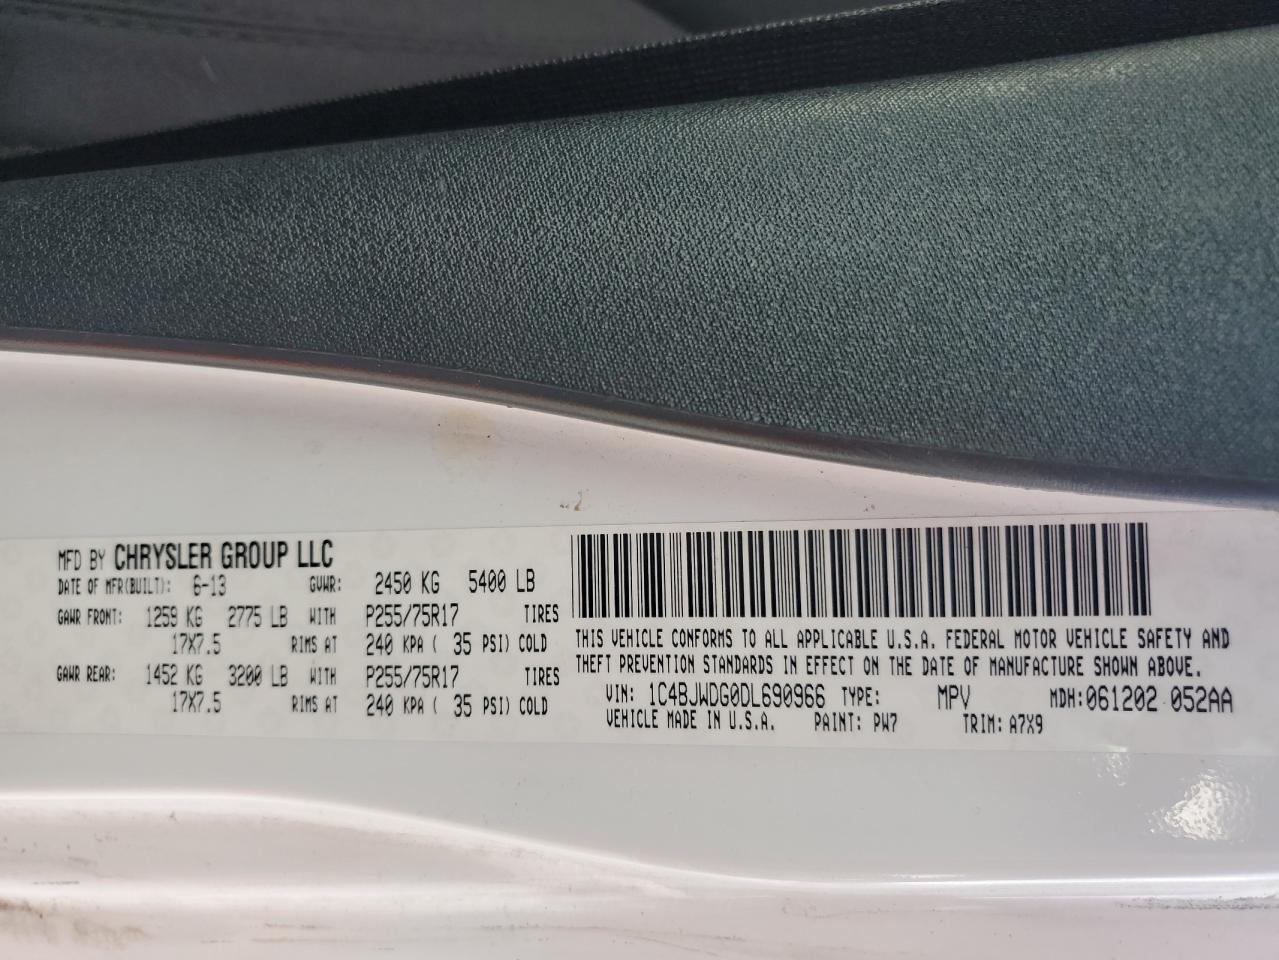 MFD BY CHRYSLER GROUP LLC
DATE OF MFR(BUILT): 6-13 GVWR: 2450 KG 5400 LB
GAWR FRONT: 1259 KG 2775 LB WITH P255/75R17 TIRES
17X7.5 RIMS AT 240 KPA ( 35 PSI) COLD
GAWR REAR: 1452 KG 3200 LB WITH P255/75R17 TIRES
17X7.5 RIMS AT 240 KPA ( 35 PSI) COLD
THIS VEHICLE CONFORMS TO ALL APPLICABLE U.S.A. FEDERAL MOTOR VEHICLE SAFETY AND
THEFT PREVENTION STANDARDS IN EFFECT ON THE DATE OF MANUFACTURE SHOWN ABOVE.
VIN: 1C4BJWDG0DL690966 TYPE: MPV MDH:061202 052AA
VEHICLE MADE IN U.S.A. PAINT: PW7 TRIM: A7X9